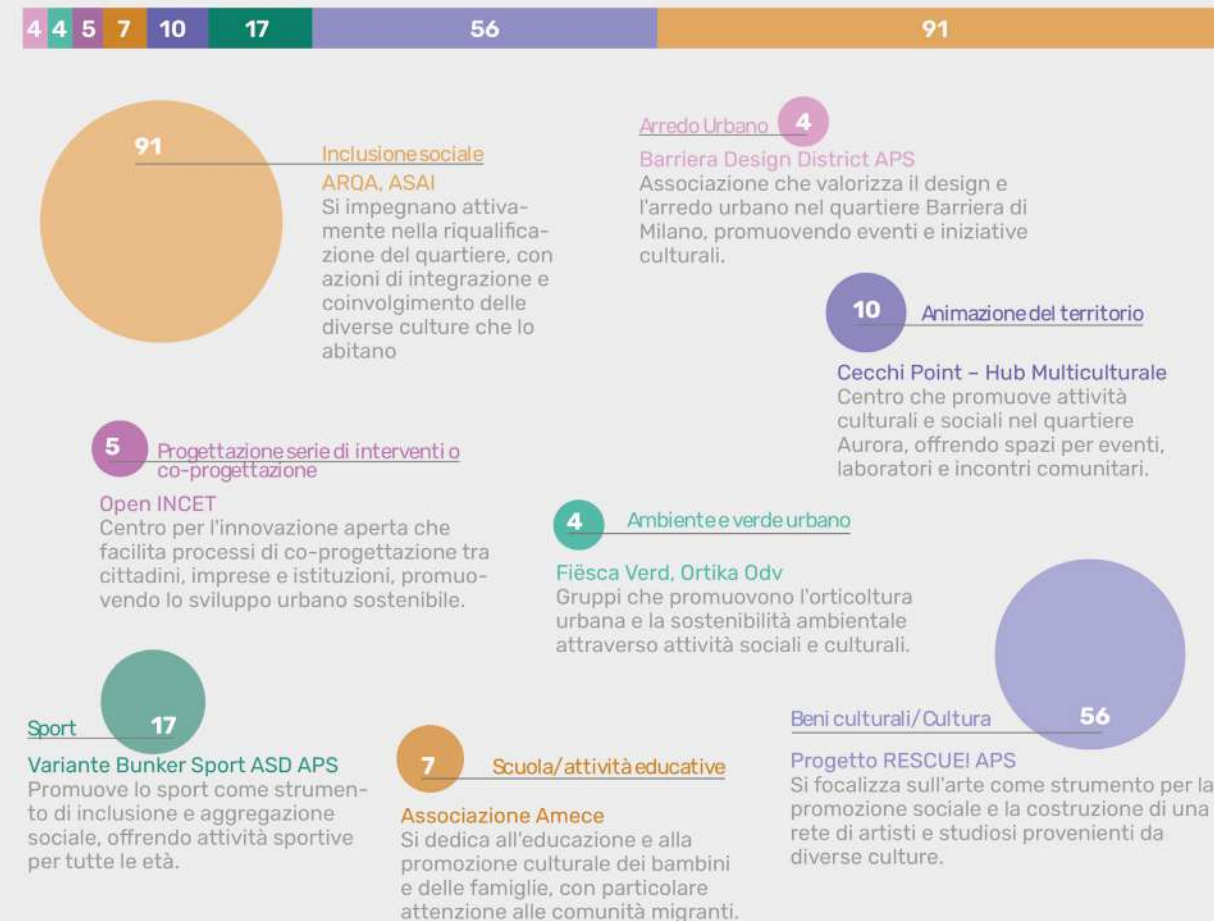 4 4 5 7 10 17 56 91
91
Inclusione sociale
ARQA, ASAI
Si impegnano attiva-
mente nella riqualifica-
zione del quartiere, con
azioni di integrazione e
coinvolgimento delle
diverse culture che lo
abitano
Arredo Urbano 4
Barriera Design District APS
Associazione che valorizza il design e
l'arredo urbano nel quartiere Barriera di
Milano, promuovendo eventi e iniziative
culturali.
10 Animazione del territorio
Cecchi Point – Hub Multiculturale
Centro che promuove attività
culturali e sociali nel quartiere
Aurora, offrendo spazi per eventi,
laboratori e incontri comunitari.
5 Progettazione serie di interventi o
co-progettazione
Open INCET
Centro per l'innovazione aperta che
facilita processi di co-progettazione tra
cittadini, imprese e istituzioni, promuo-
vendo lo sviluppo urbano sostenibile.
4 Ambiente e verde urbano
Fiësca Verd, Ortika Odv
Gruppi che promuovono l'orticoltura
urbana e la sostenibilità ambientale
attraverso attività sociali e culturali.
Sport 17
Variante Bunker Sport ASD APS
Promuove lo sport come strumen-
to di inclusione e aggregazione
sociale, offrendo attività sportive
per tutte le età.
7 Scuola/attività educative
Associazione Amece
Si dedica all'educazione e alla
promozione culturale dei bambini
e delle famiglie, con particolare
attenzione alle comunità migranti.
Beni culturali/Cultura 56
Progetto RESCUE! APS
Si focalizza sull'arte come strumento per la
promozione sociale e la costruzione di una
rete di artisti e studiosi provenienti da
diverse culture.